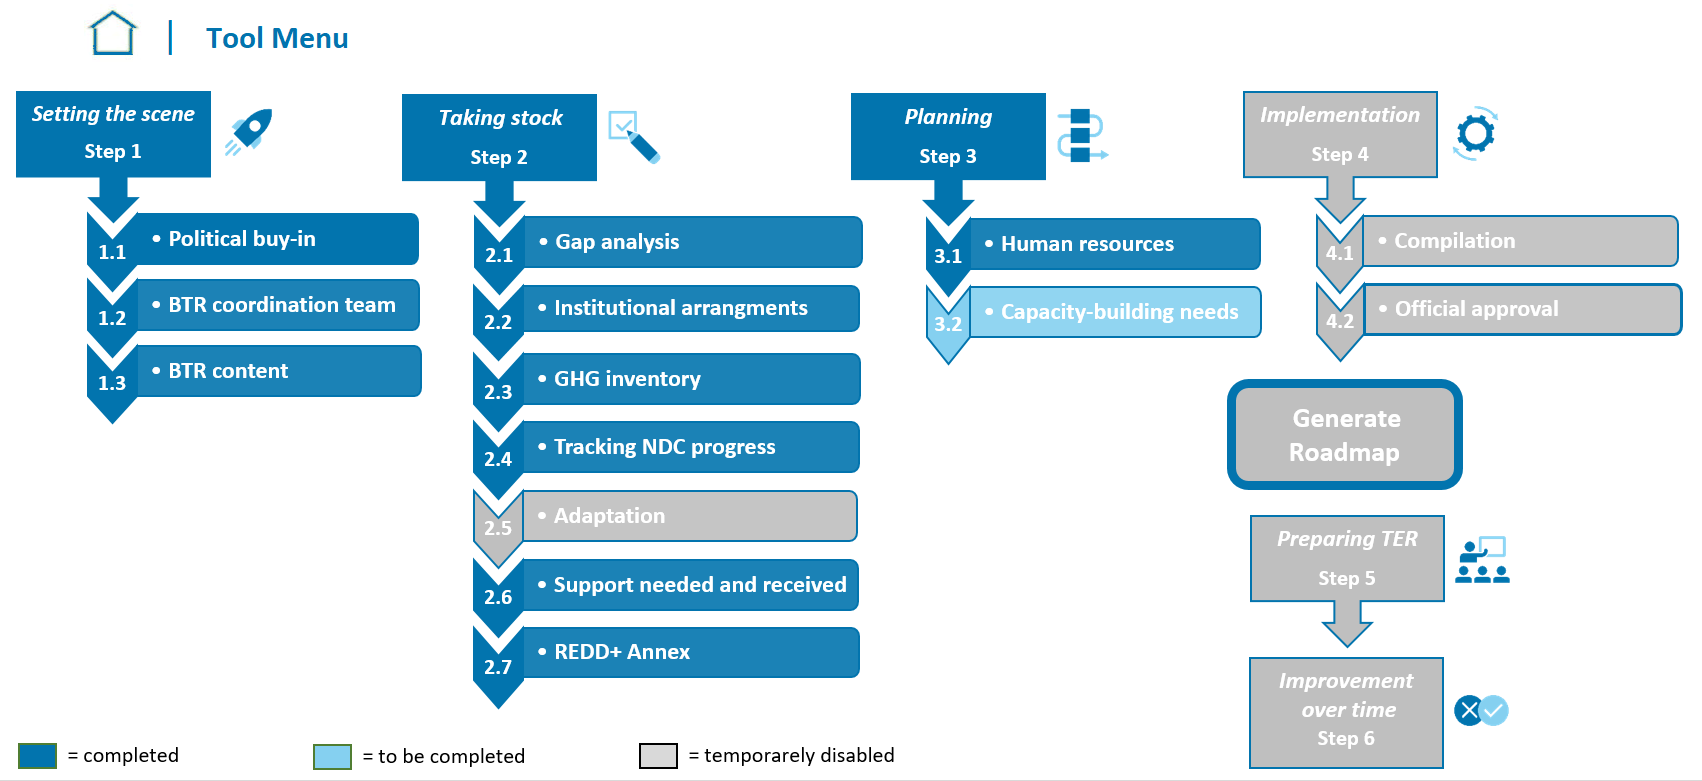 Tool Menu
Setting the scene
Step 1
1.1
• Political buy-in
1.2
• BTR coordination team
1.3
• BTR content
Taking stock
Step 2
2.1
• Gap analysis
2.2
• Institutional arrangments
2.3
• GHG inventory
2.4
• Tracking NDC progress
2.5
• Adaptation
2.6
• Support needed and received
2.7
• REDD+ Annex
Planning
Step 3
3.1
• Human resources
3.2
• Capacity-building needs
Implementation
Step 4
4.1
• Compilation
4.2
• Official approval
Generate
Roadmap
Preparing TER
Step 5
Improvement
over time
Step 6
= completed
= to be completed
= temporarely disabled